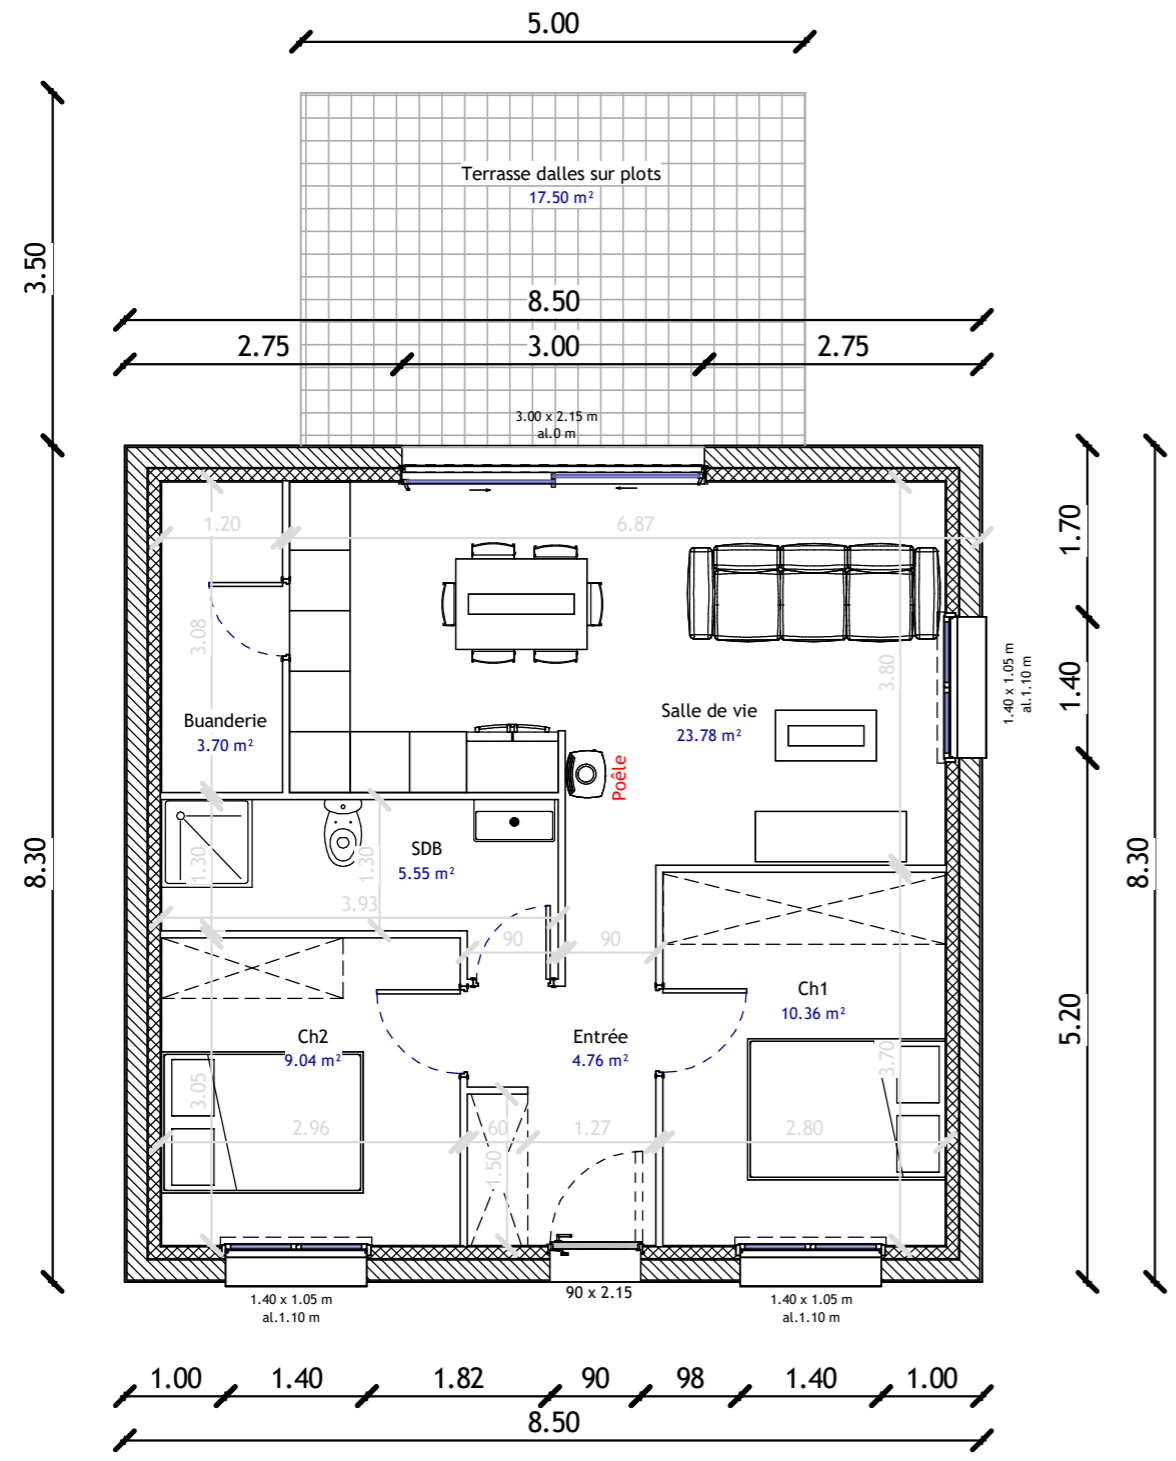 5.00
Terrasse dalles sur plots
17.50 m²
3.50
8.50
2.75 3.00 2.75
3.00 x 2.15 m
al.0 m
1.20 6.87
1.70
3.08
3.80
1.40 x 1.05 m
al.1.10 m
1.40
Buanderie
3.70 m²
Salle de vie
23.78 m²
Poêle
8.30
8.30
SDB
5.55 m²
1.30
1.30
3.93
90 90
Ch1
10.36 m²
5.20
Ch2
9.04 m²
Entrée
4.76 m²
3.05
3.70
2.96 60 1.27 2.80
1.50
90 x 2.15
1.40 x 1.05 m
al.1.10 m
1.40 x 1.05 m
al.1.10 m
1.00 1.40 1.82 90 98 1.40 1.00
8.50